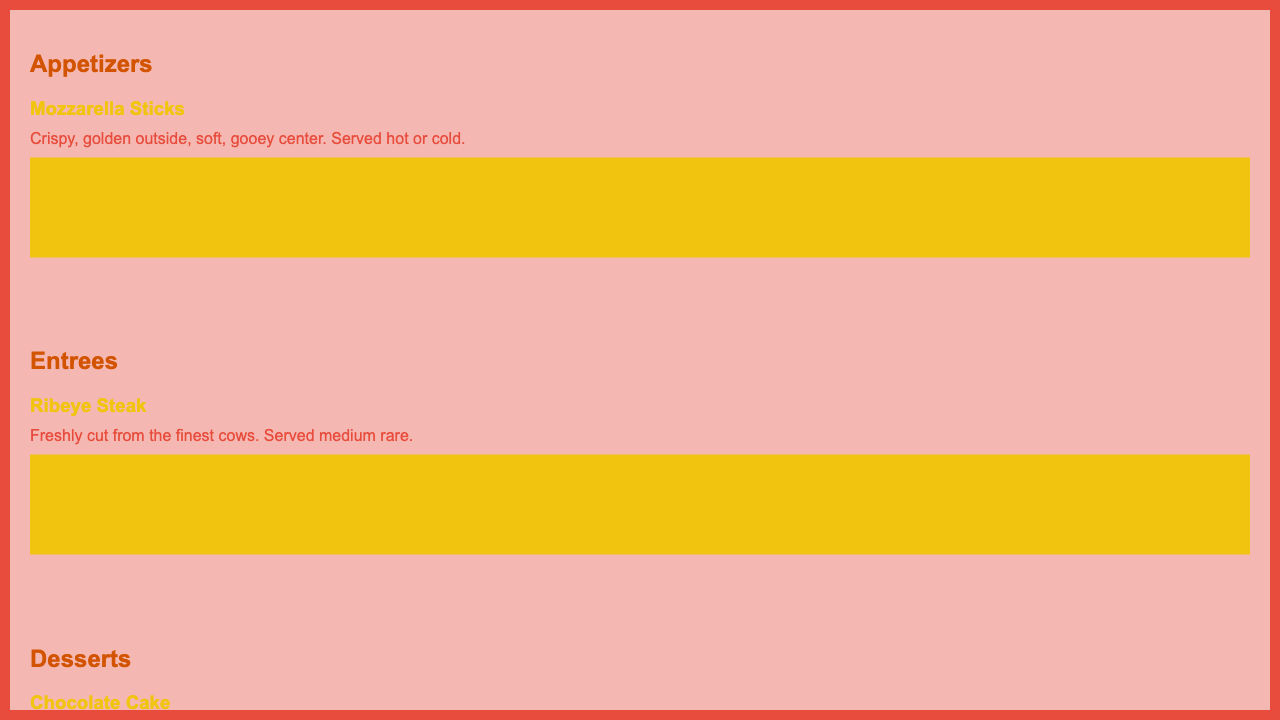 Appetizers
Mozzarella Sticks
Crispy, golden outside, soft, gooey center. Served hot or cold.
Entrees
Ribeye Steak
Freshly cut from the finest cows. Served medium rare.
Desserts
Chocolate Cake